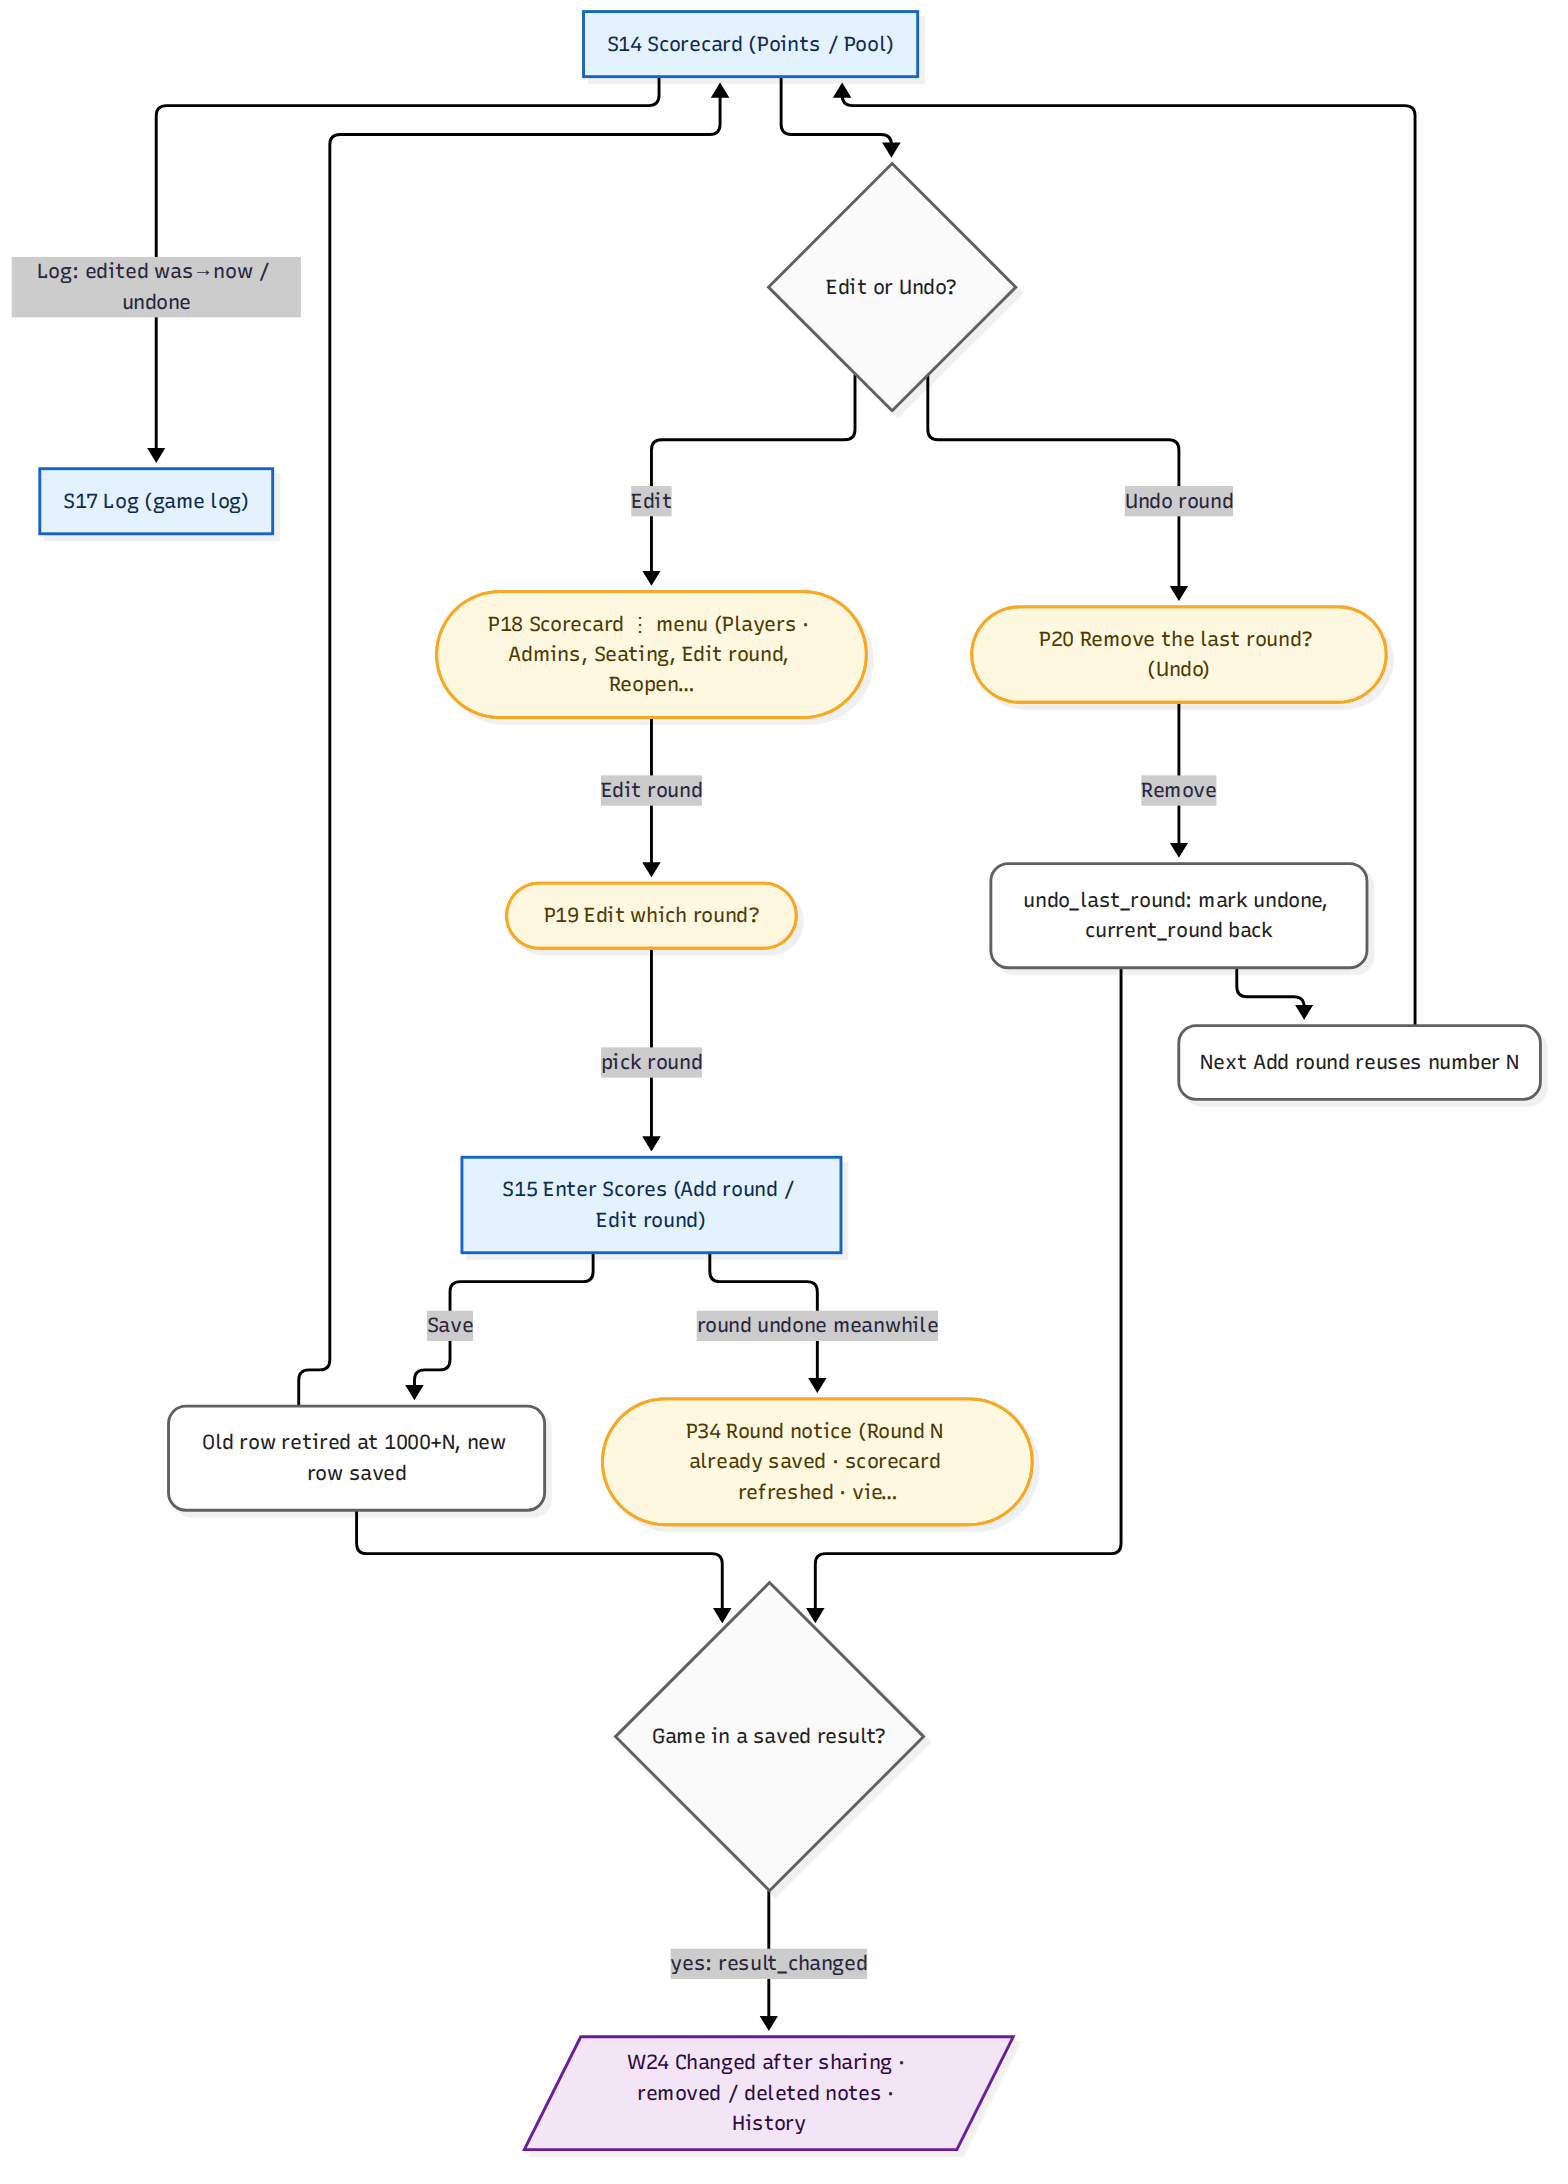 S14 Scorecard (Points / Pool)
Edit or Undo?
Log: edited was→now /
undone
S17 Log (game log)
Edit
Undo round
P18 Scorecard ⋮ menu (Players ·
Admins, Seating, Edit round,
Reopen...
P20 Remove the last round?
(Undo)
Edit round
Remove
P19 Edit which round?
undo_last_round: mark undone,
current_round back
pick round
Next Add round reuses number N
S15 Enter Scores (Add round /
Edit round)
Save
round undone meanwhile
Old row retired at 1000+N, new
row saved
P34 Round notice (Round N
already saved · scorecard
refreshed · vie...
Game in a saved result?
yes: result_changed
W24 Changed after sharing ·
removed / deleted notes ·
History